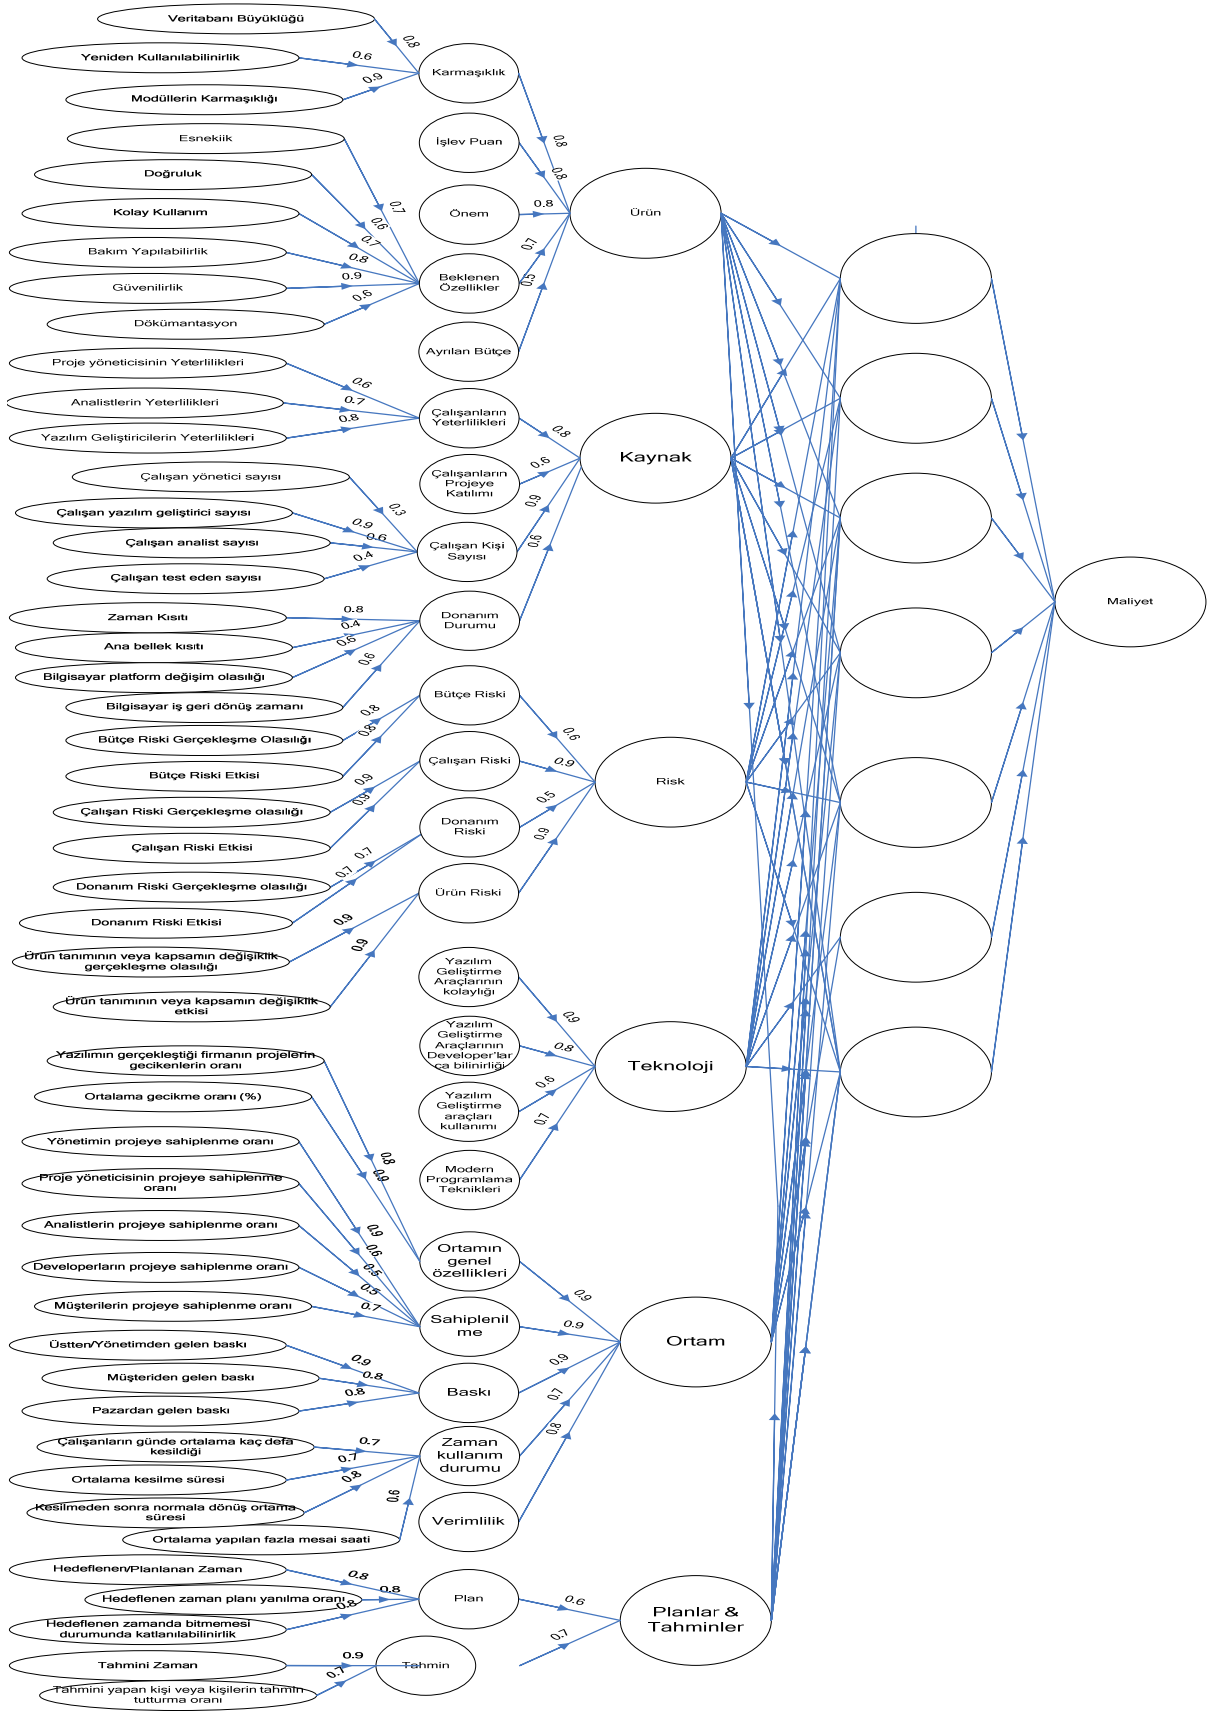 Veritabanı Büyüklüğü
0.8
Yeniden Kullanılabilinirlik
0.6
Modüllerin Karmaşıklığı
0.9
Karmaşıklık
0.8
Esnekiik
0.7
Doğruluk
0.6
Kolay Kullanım
0.7
Bakım Yapılabilirlik
0.8
Güvenilirlik
0.9
Dökümantasyon
0.6
İşlev Puan
0.8
Önem
0.8
Beklenen
Özellikler
0.7
Ayrılan Bütçe
0.5
Ürün
Proje yöneticisinin Yeterlilikleri
0.6
Analistlerin Yeterlilikleri
0.7
Yazılım Geliştiricilerin Yeterlilikleri
0.8
Çalışanların
Yeterlilikleri
0.8
Çalışanların
Projeye
Katılımı
0.6
Çalışan yönetici sayısı
0.3
Çalışan yazılım geliştirici sayısı
0.9
Çalışan analist sayısı
0.6
Çalışan test eden sayısı
0.4
Çalışan Kişi
Sayısı
0.9
Zaman Kısıtı
0.8
Ana bellek kısıtı
0.4
Bilgisayar platform değişim olasılığı
0.6
Bilgisayar iş geri dönüş zamanı
0.6
Donanım
Durumu
0.6
Kaynak
Bütçe Riski Gerçekleşme Olasılığı
0.8
Bütçe Riski Etkisi
0.8
Bütçe Riski
0.6
Çalışan Riski Gerçekleşme olasılığı
0.9
Çalışan Riski Etkisi
0.9
Çalışan Riski
0.9
Donanım Riski Gerçekleşme olasılığı
0.7
Donanım Riski Etkisi
0.7
Donanım
Riski
0.5
Ürün tanımının veya kapsamın değişiklik
gerçekleşme olasılığı
0.9
Ürün tanımının veya kapsamın değişiklik
etkisi
0.9
Ürün Riski
0.9
Risk
Yazılım
Geliştirme
Araçlarının
kolaylığı
0.9
Yazılım
Geliştirme
Araçlarının
Developer'lar
ca bilinirliği
0.8
Yazılım
Geliştirme
araçları
kullanımı
0.6
Modern
Programlama
Teknikleri
0.7
Teknoloji
Yazılımın gerçekleştiği firmanın projelerin
gecikenlerin oranı
0.8
Ortalama gecikme oranı (%)
0.9
Ortamın
genel
özellikleri
0.9
Yönetimin projeye sahiplenme oranı
0.9
Proje yöneticisinin projeye sahiplenme
oranı
0.6
Analistlerin projeye sahiplenme oranı
0.5
Developerların projeye sahiplenme oranı
0.5
Müşterilerin projeye sahiplenme oranı
0.7
Sahiplenil
me
0.9
Üstten/Yönetimden gelen baskı
0.9
Müşteriden gelen baskı
0.8
Pazardan gelen baskı
0.8
Baskı
0.9
Çalışanların günde ortalama kaç defa
kesildiği
0.7
Ortalama kesilme süresi
0.7
Kesilmeden sonra normala dönüş ortama
süresi
0.8
Ortalama yapılan fazla mesai saati
0.6
Zaman
kullanım
durumu
0.7
Verimlilik
0.8
Ortam
Hedeflenen/Planlanan Zaman
0.8
Hedeflenen zaman planı yanılma oranı
0.8
Hedeflenen zamanda bitmemesi
durumunda katlanılabilinirlik
0.8
Plan
0.6
Tahmini Zaman
0.9
Tahmini yapan kişi veya kişilerin tahmin
tutturma oranı
0.7
Tahmin
0.7
Planlar &
Tahminler
Maliyet